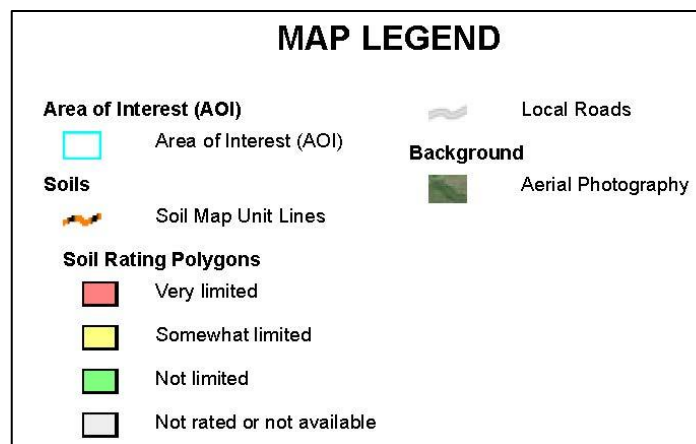 MAP LEGEND
Area of Interest (AOI)
Area of Interest (AOI)
Soils
Soil Map Unit Lines
Soil Rating Polygons
Very limited
Somewhat limited
Not limited
Not rated or not available
Local Roads
Background
Aerial Photography